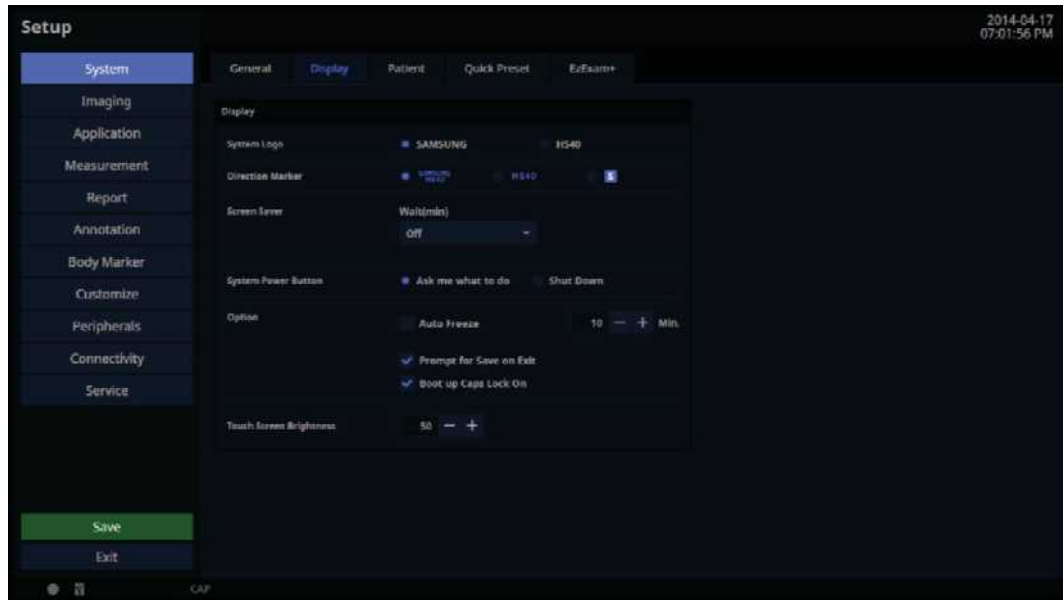 Setup
2014-04-17
07:01:56 PM
System
Imaging
Application
Measurement
Report
Annotation
Body Marker
Customize
Peripherals
Connectivity
Service
Save
Exit
General Display Patient Quick Preset EzExam+
Display
System Logo SAMSUNG HS40
Direction Marker SAMSUNG HS40 S
HS40
Screen Saver Wait(min)
Off
System Power Button Ask me what to do Shut Down
Option Auto Freeze 10 − + Min.
Prompt for Save on Exit
Boot up Caps Lock On
Touch Screen Brightness 50 − +
CAP